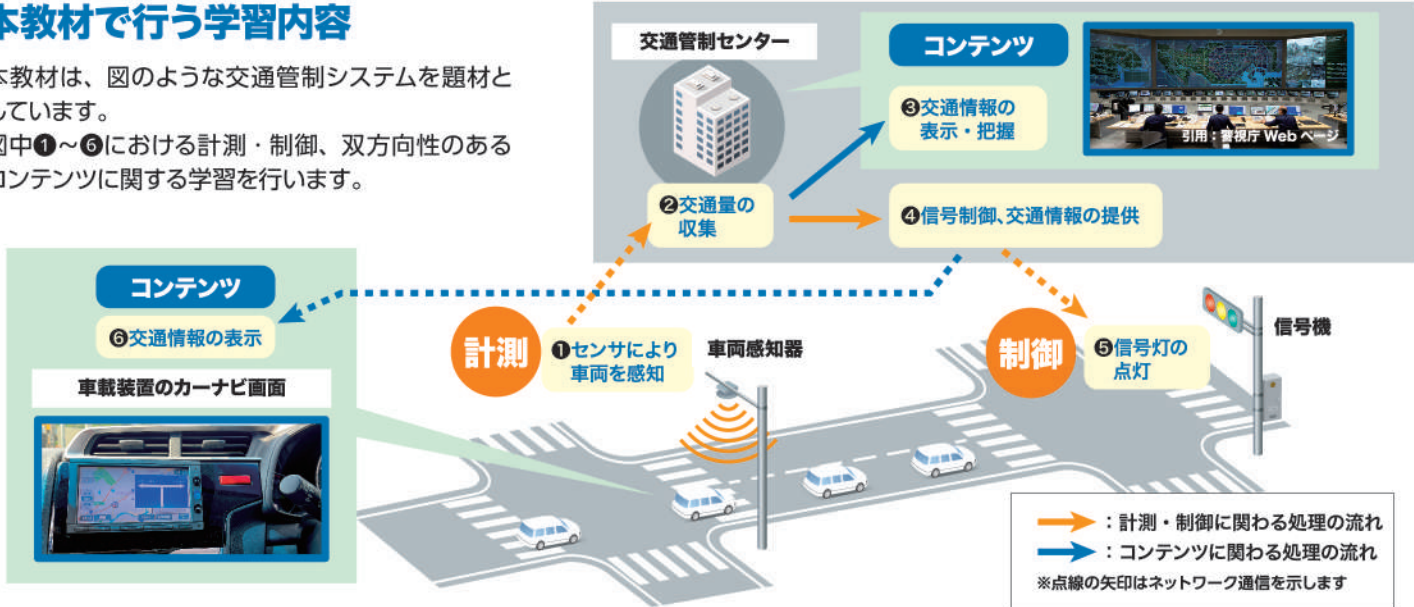 本教材で行う学習内容
本教材は、図のような交通管制システムを題材と
しています。
図中❶～❻における計測・制御、双方向性のある
コンテンツに関する学習を行います。
交通管制センター
コンテンツ
❸交通情報の
表示・把握
引用：警視庁 Web ページ
❷交通量の
収集
❹信号制御、交通情報の提供
コンテンツ
❻交通情報の表示
車載装置のカーナビ画面
計測
❶センサにより
車両を感知
車両感知器
制御
❺信号灯の
点灯
信号機
：計測・制御に関わる処理の流れ
：コンテンツに関わる処理の流れ
※点線の矢印はネットワーク通信を示します